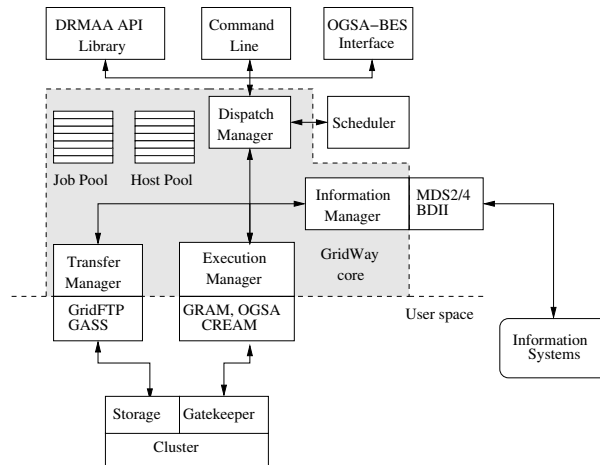 DRMAA API
Library
Command
Line
OGSA−BES
Interface
Dispatch
Manager
Scheduler
Job Pool
Host Pool
Information
Manager
MDS2/4
BDII
Transfer
Manager
Execution
Manager
GridWay
core
GridFTP
GASS
GRAM, OGSA
CREAM
User space
Information
Systems
Storage
Gatekeeper
Cluster